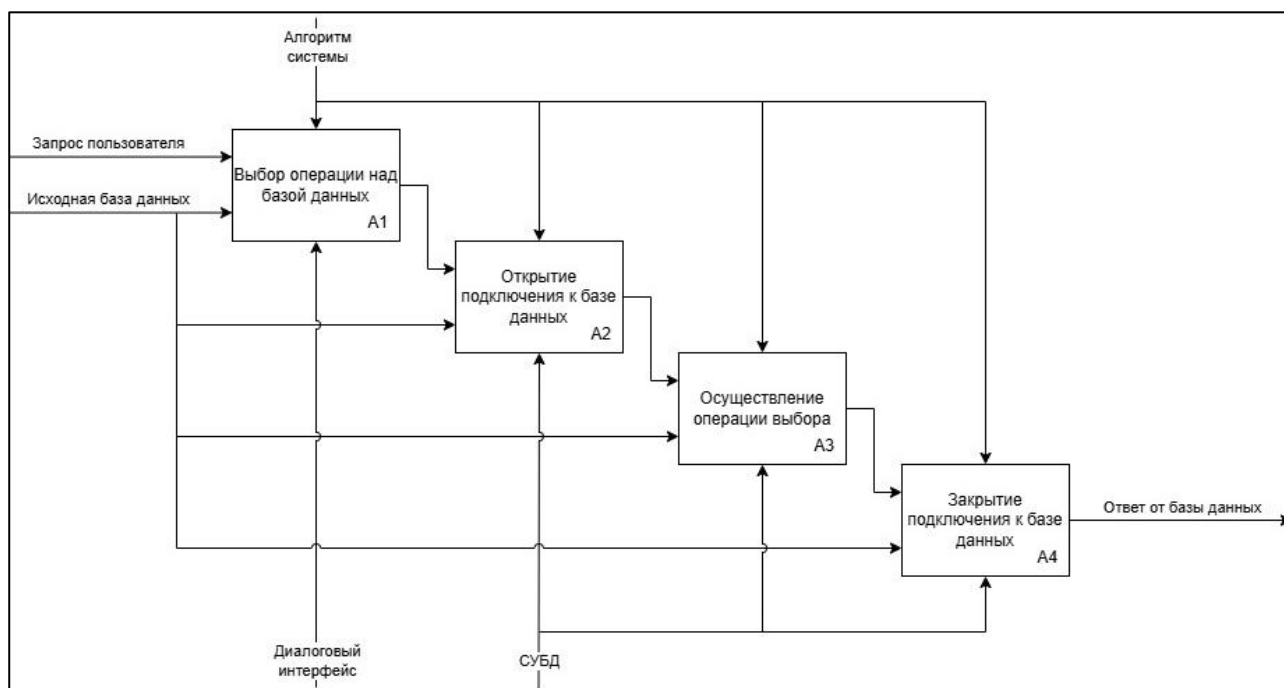 Алгоритм
системы
Запрос пользователя
Исходная база данных
Выбор операции над
базой данных
A1
Открытие
подключения к базе
данных
A2
Осуществление
операции выбора
A3
Закрытие
подключения к базе
данных
A4
Ответ от базы данных
Диалоговый
интерфейс
СУБД